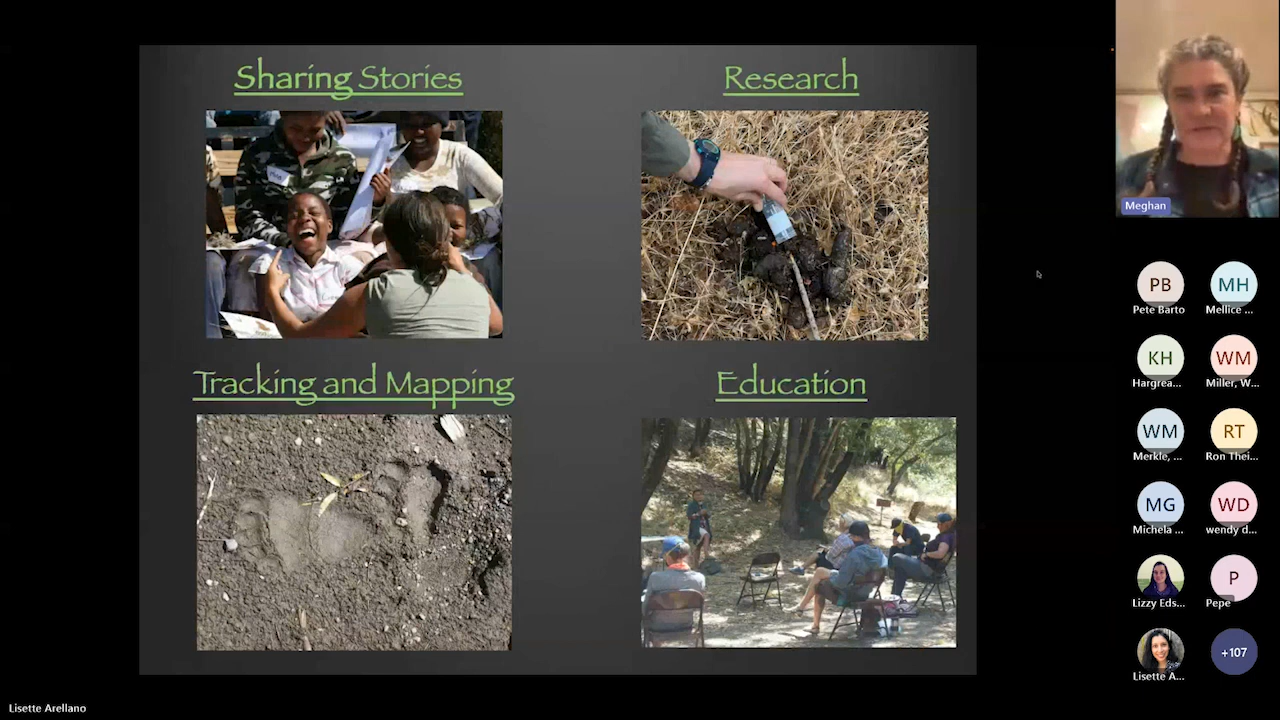 Sharing Stories
Research
Tracking and Mapping
Education
Meghan
PB
Pete Barto
MH
Mellice ...
KH
Hargrea...
WM
Miller, W...
WM
Merkle, ...
RT
Ron Thei...
MG
Michela ...
WD
wendy d...
Lizzy Eds...
P
Pepe
Lisette A...
+107
Lisette Arellano